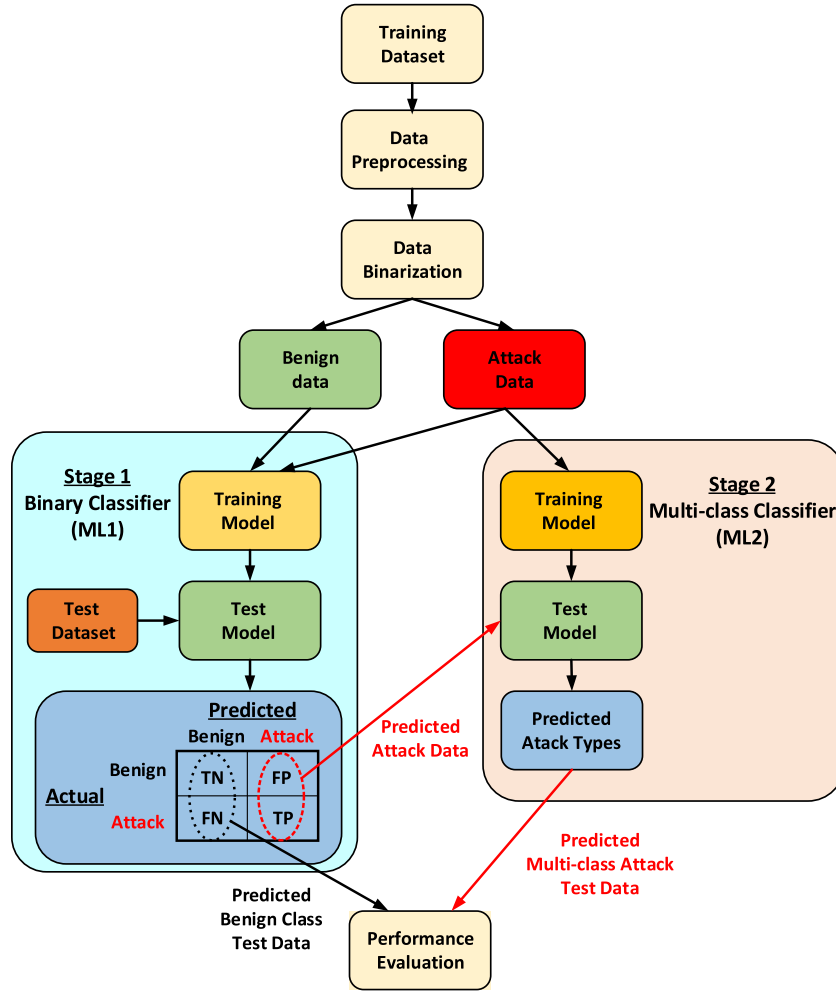 Training
Dataset
Data
Preprocessing
Data
Binarization
Benign
data
Attack
Data
Stage 1
Binary Classifier
(ML1)
Training
Model
Test
Dataset
Test
Model
Predicted
Benign Attack
Actual
Benign
Attack
TN FP
FN TP
Predicted
Attack Data
Stage 2
Multi-class Classifier
(ML2)
Training
Model
Test
Model
Predicted
Atack Types
Predicted
Benign Class
Test Data
Predicted
Multi-class Attack
Test Data
Performance
Evaluation